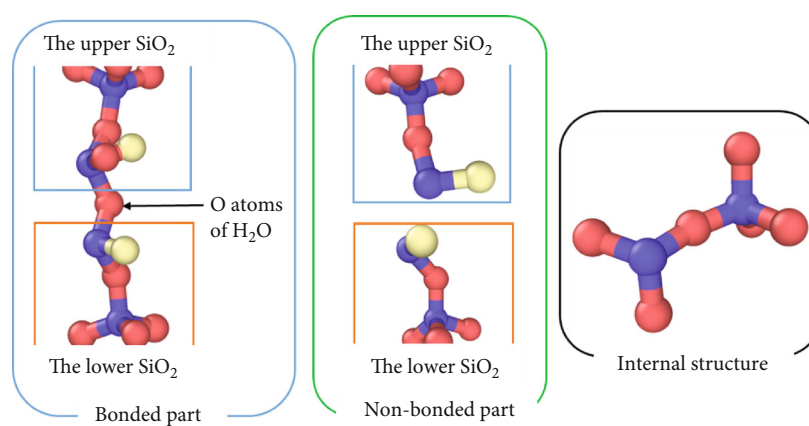 The upper SiO₂
O atoms
of H₂O
The lower SiO₂
Bonded part
The upper SiO₂
The lower SiO₂
Non-bonded part
Internal structure